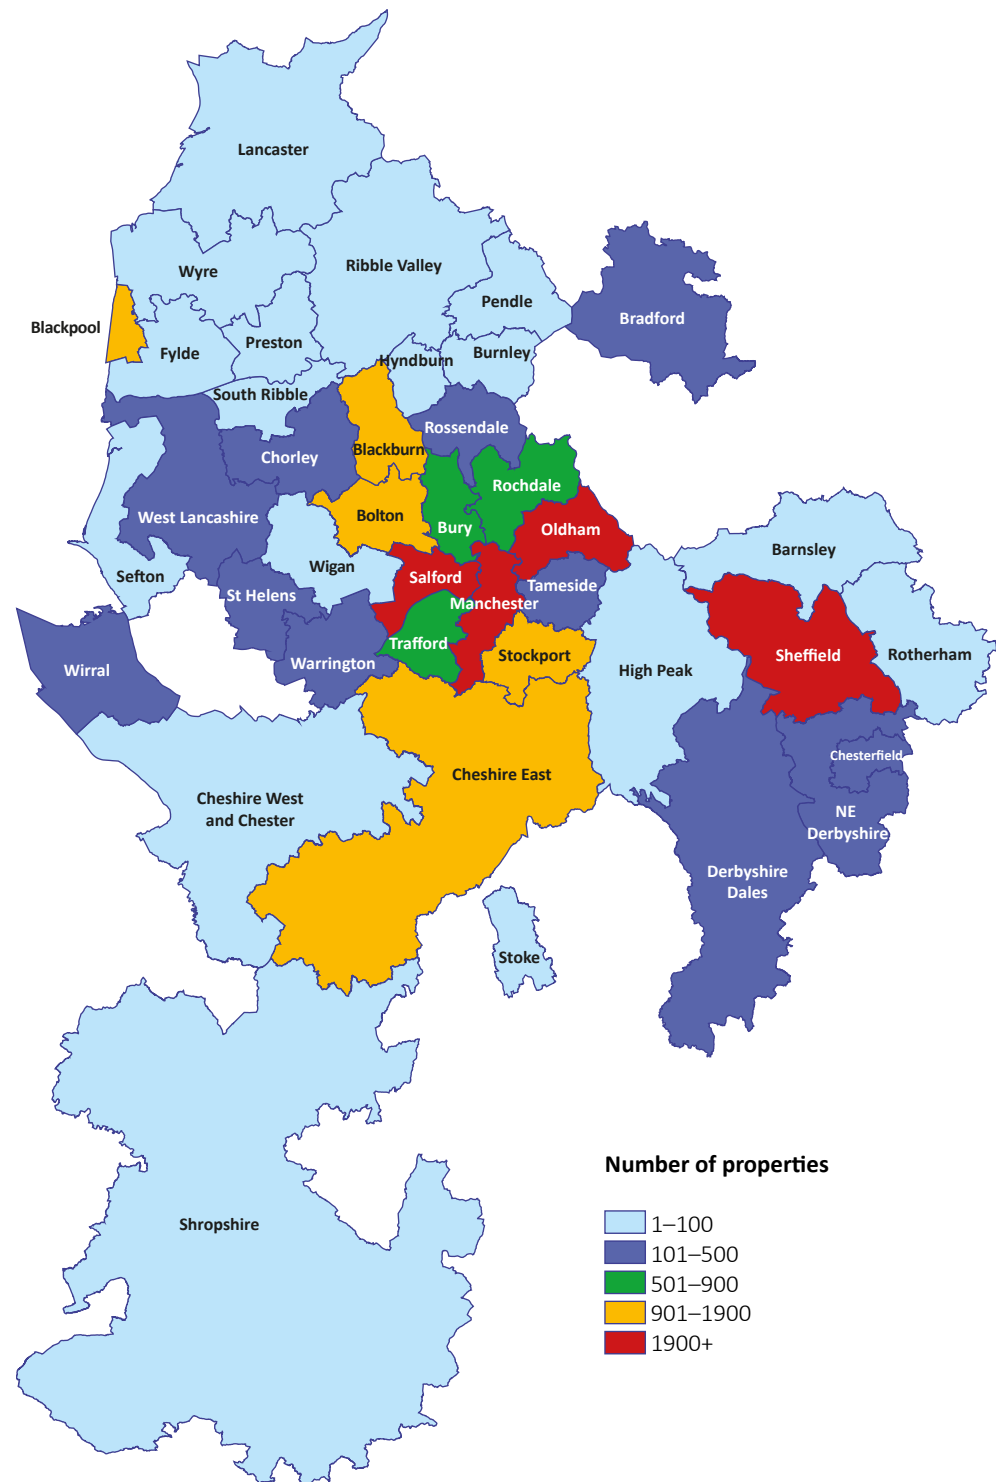 Lancaster
Wyre
Ribble Valley
Pendle
Bradford
Blackpool
Fylde
Preston
Hyndburn
Burnley
South Ribble
Rossendale
Chorley
Blackburn
Rochdale
West Lancashire
Bolton
Bury
Oldham
Barnsley
Sefton
Wigan
Salford
Tameside
St Helens
Manchester
Trafford
Stockport
Sheffield
Rotherham
Wirral
Warrington
High Peak
Chesterfield
Cheshire East
Cheshire West
and Chester
NE
Derbyshire
Derbyshire
Dales
Stoke
Shropshire
Number of properties
1–100
101–500
501–900
901–1900
1900+